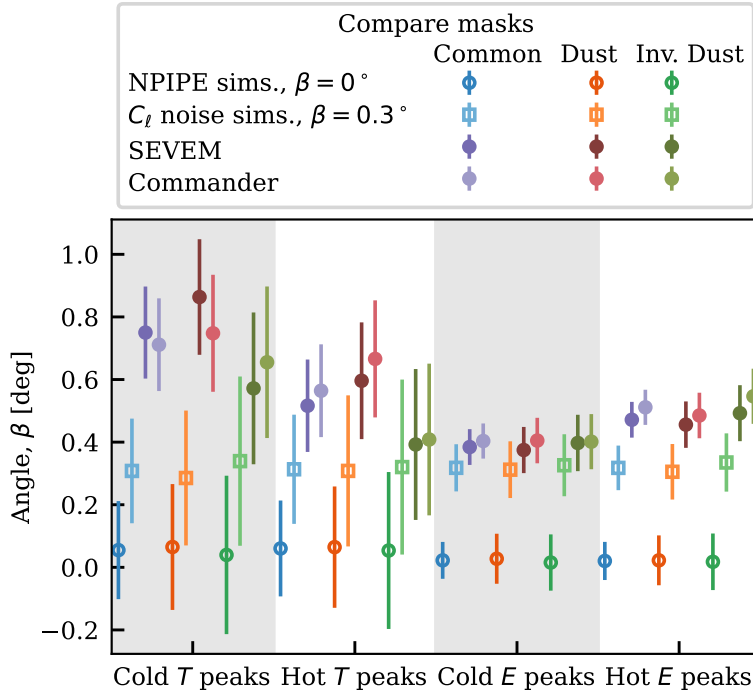 Compare masks
Common Dust Inv. Dust
NPIPE sims., β = 0°
Cℓ noise sims., β = 0.3°
SEVEM
Commander
Angle, β [deg]
1.0
0.8
0.6
0.4
0.2
0.0
−0.2
Cold T peaks Hot T peaks Cold E peaks Hot E peaks